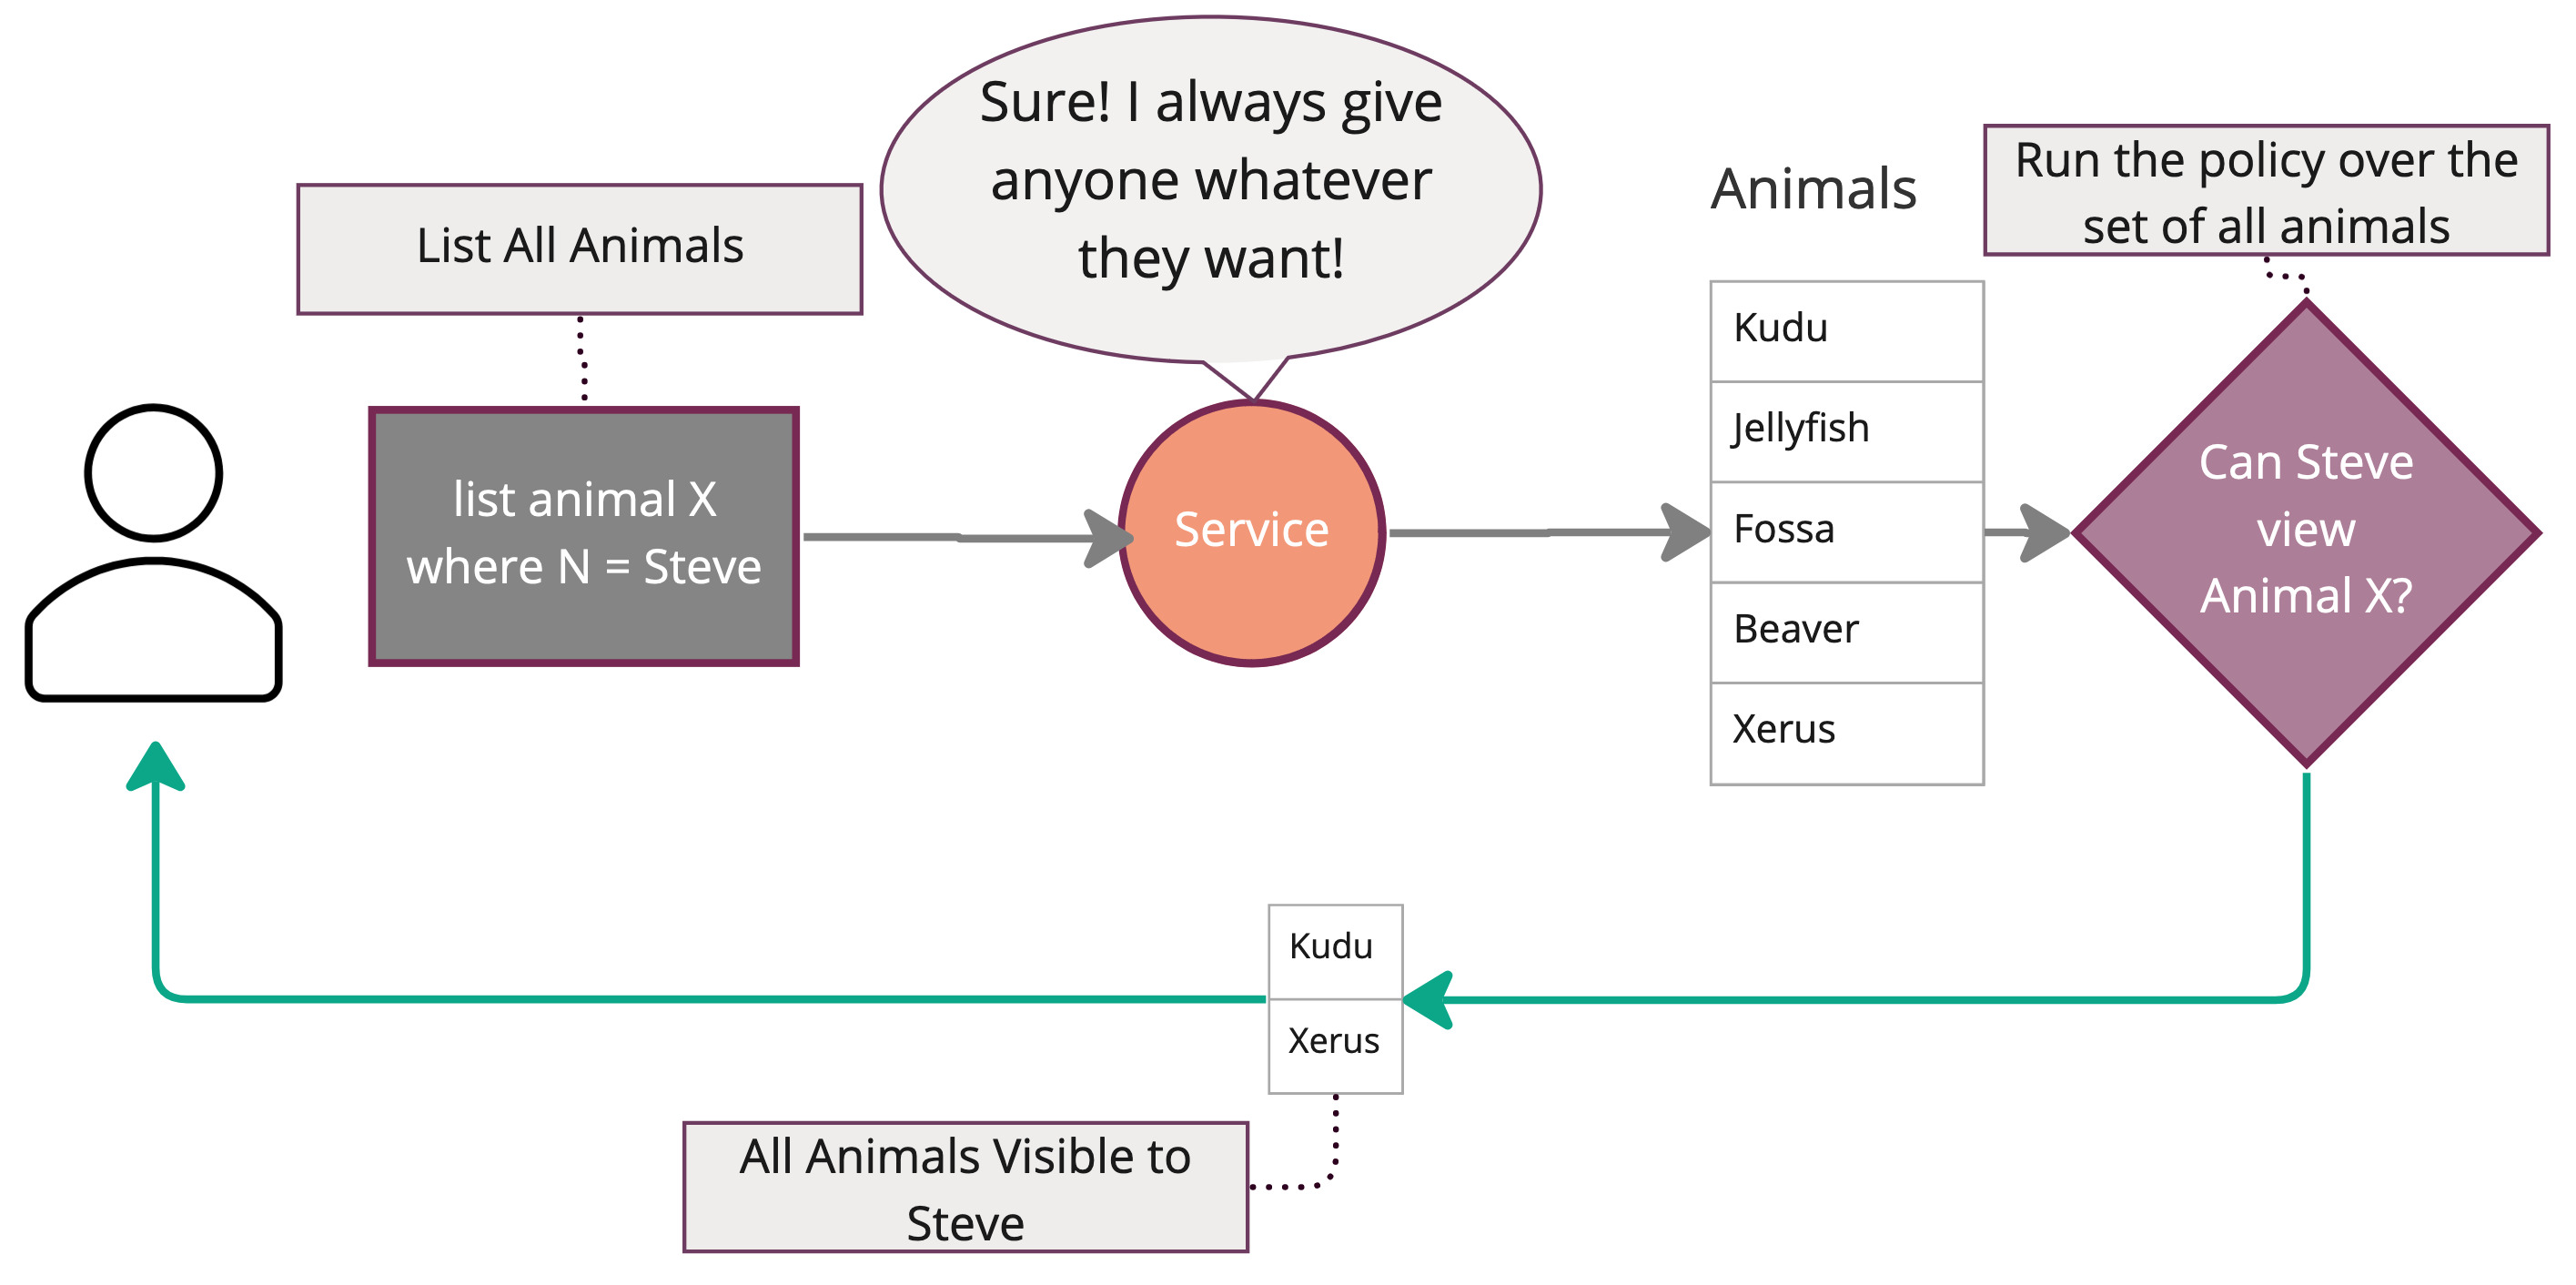 Sure! I always give
anyone whatever
they want!
List All Animals
Animals
Run the policy over the
set of all animals
list animal X
where N = Steve
Service
Kudu
Jellyfish
Fossa
Beaver
Xerus
Can Steve
view
Animal X?
Kudu
Xerus
All Animals Visible to
Steve